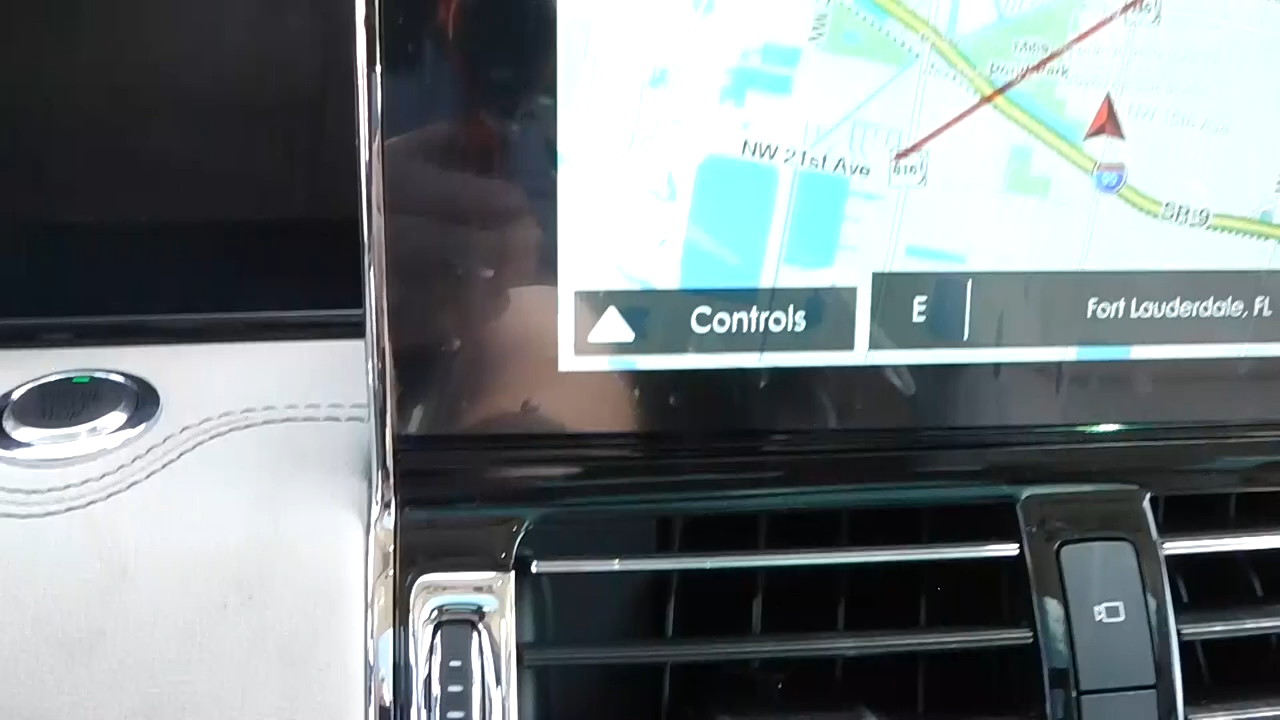 NW 21st Ave
816
95
SR-9
Controls
E
Fort Lauderdale, FL